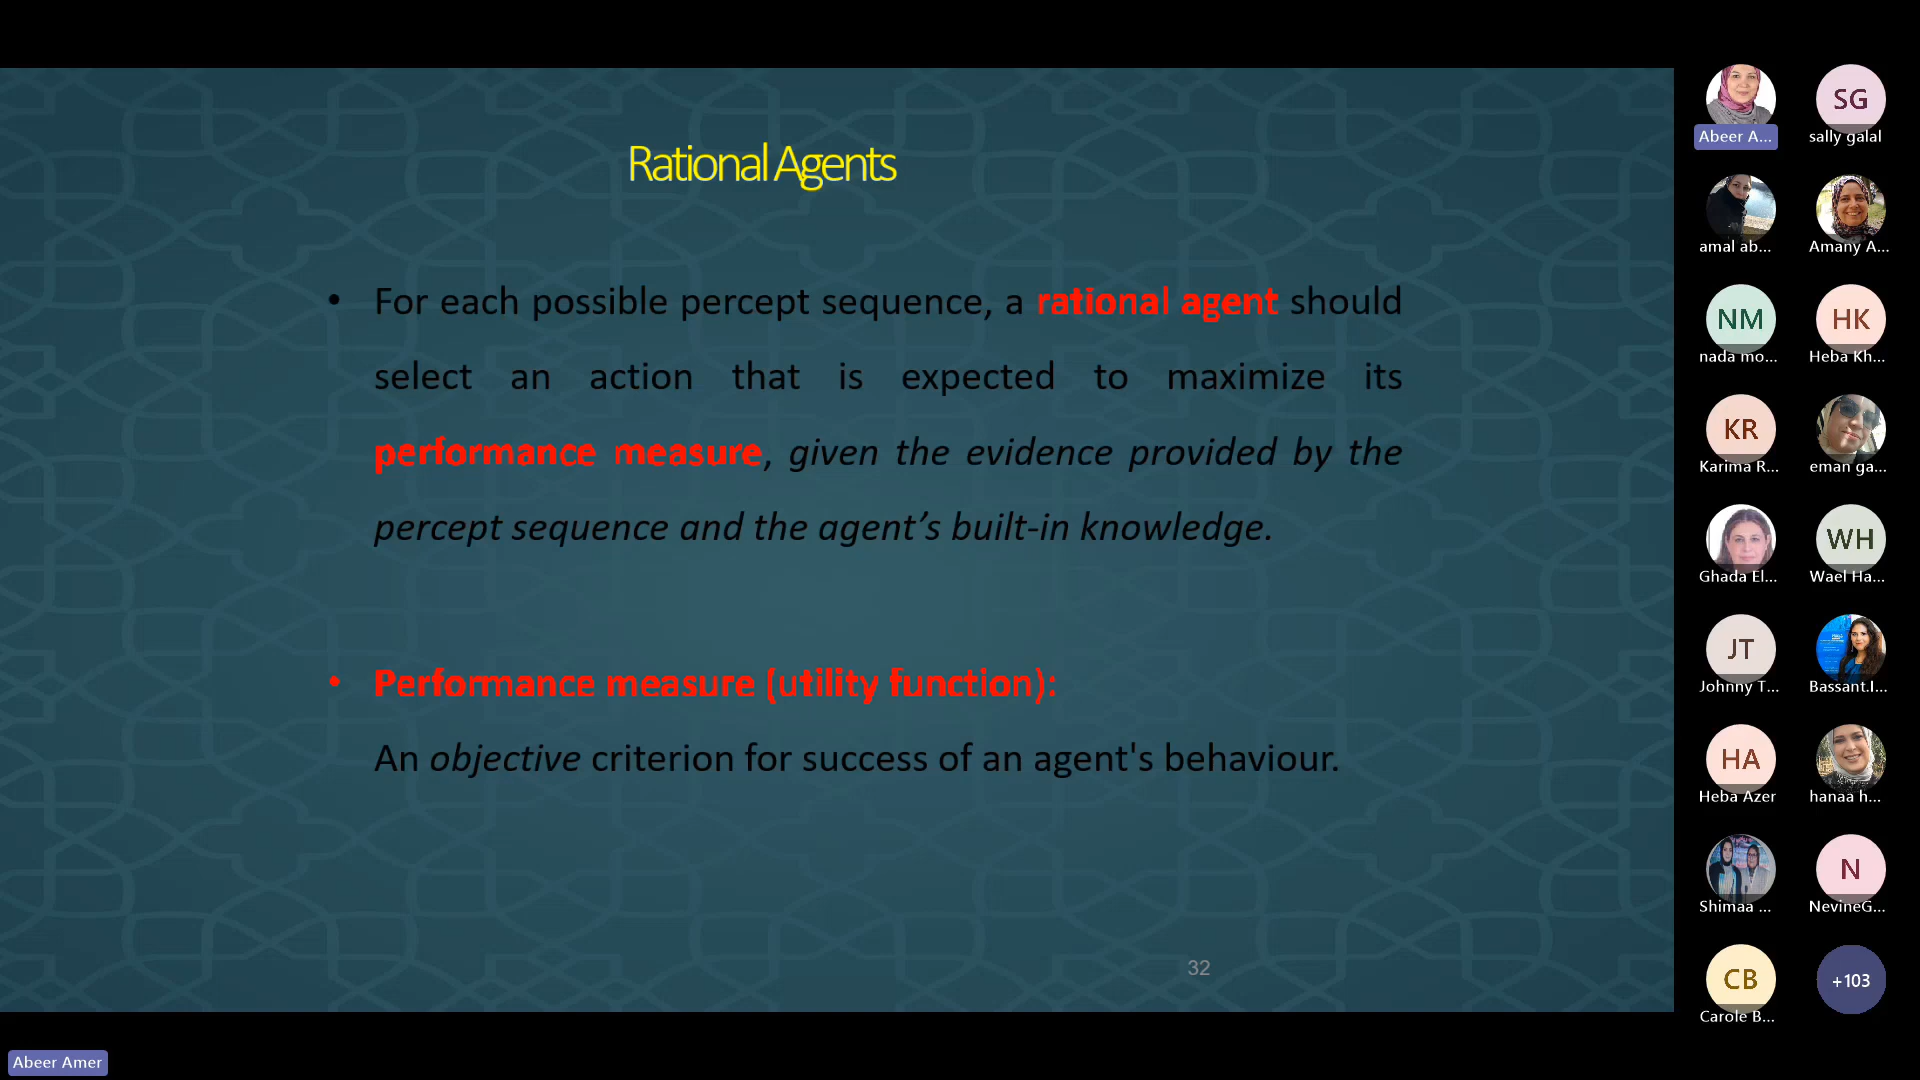 Rational Agents
• For each possible percept sequence, a rational agent should
select an action that is expected to maximize its
performance measure, given the evidence provided by the
percept sequence and the agent’s built-in knowledge.
• Performance measure (utility function):
An objective criterion for success of an agent's behaviour.
32
Abeer A...
SG
sally galal
amal ab...
Amany A...
NM
nada mo...
HK
Heba Kh...
KR
Karima R...
eman ga...
Ghada El...
WH
Wael Ha...
JT
Johnny T...
Bassant.I...
HA
Heba Azer
hanaa h...
Shimaa ...
N
NevineG...
CB
Carole B...
+103
Abeer Amer